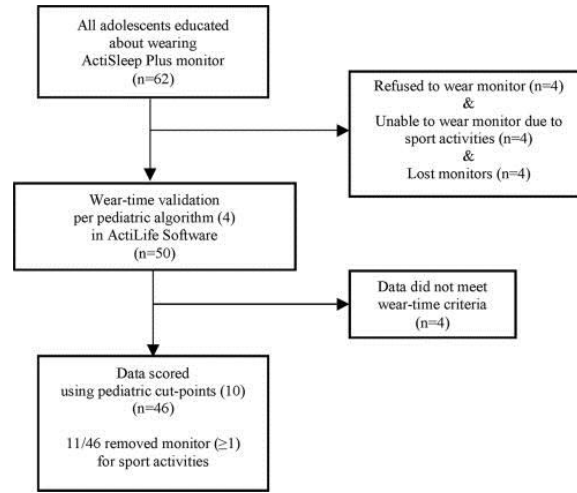 All adolescents educated
about wearing
ActiSleep Plus monitor
(n=62)
Refused to wear monitor (n=4)
&
Unable to wear monitor due to
sport activities (n=4)
&
Lost monitors (n=4)
Wear-time validation
per pediatric algorithm (4)
in ActiLife Software
(n=50)
Data did not meet
wear-time criteria
(n=4)
Data scored
using pediatric cut-points (10)
(n=46)
11/46 removed monitor (≥1)
for sport activities